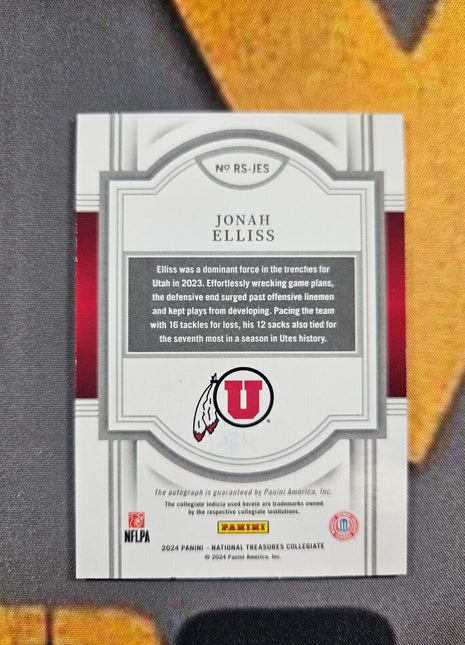 Nº RS-JES
JONAH
ELLISS
Elliss was a dominant force in the trenches for
Utah in 2023. Effortlessly wrecking game plans,
the defensive end surged past offensive linemen
and kept plays from developing. Pacing the team
with 16 tackles for loss, his 12 sacks also tied for
the seventh most in a season in Utes history.
U
®
The autograph is guaranteed by Panini America, Inc.
The collegiate indicia used herein are trademarks owned
by the respective collegiate institutions.
PANINI
NFLPA
2024 PANINI – NATIONAL TREASURES COLLEGIATE
© 2024 Panini America, Inc.